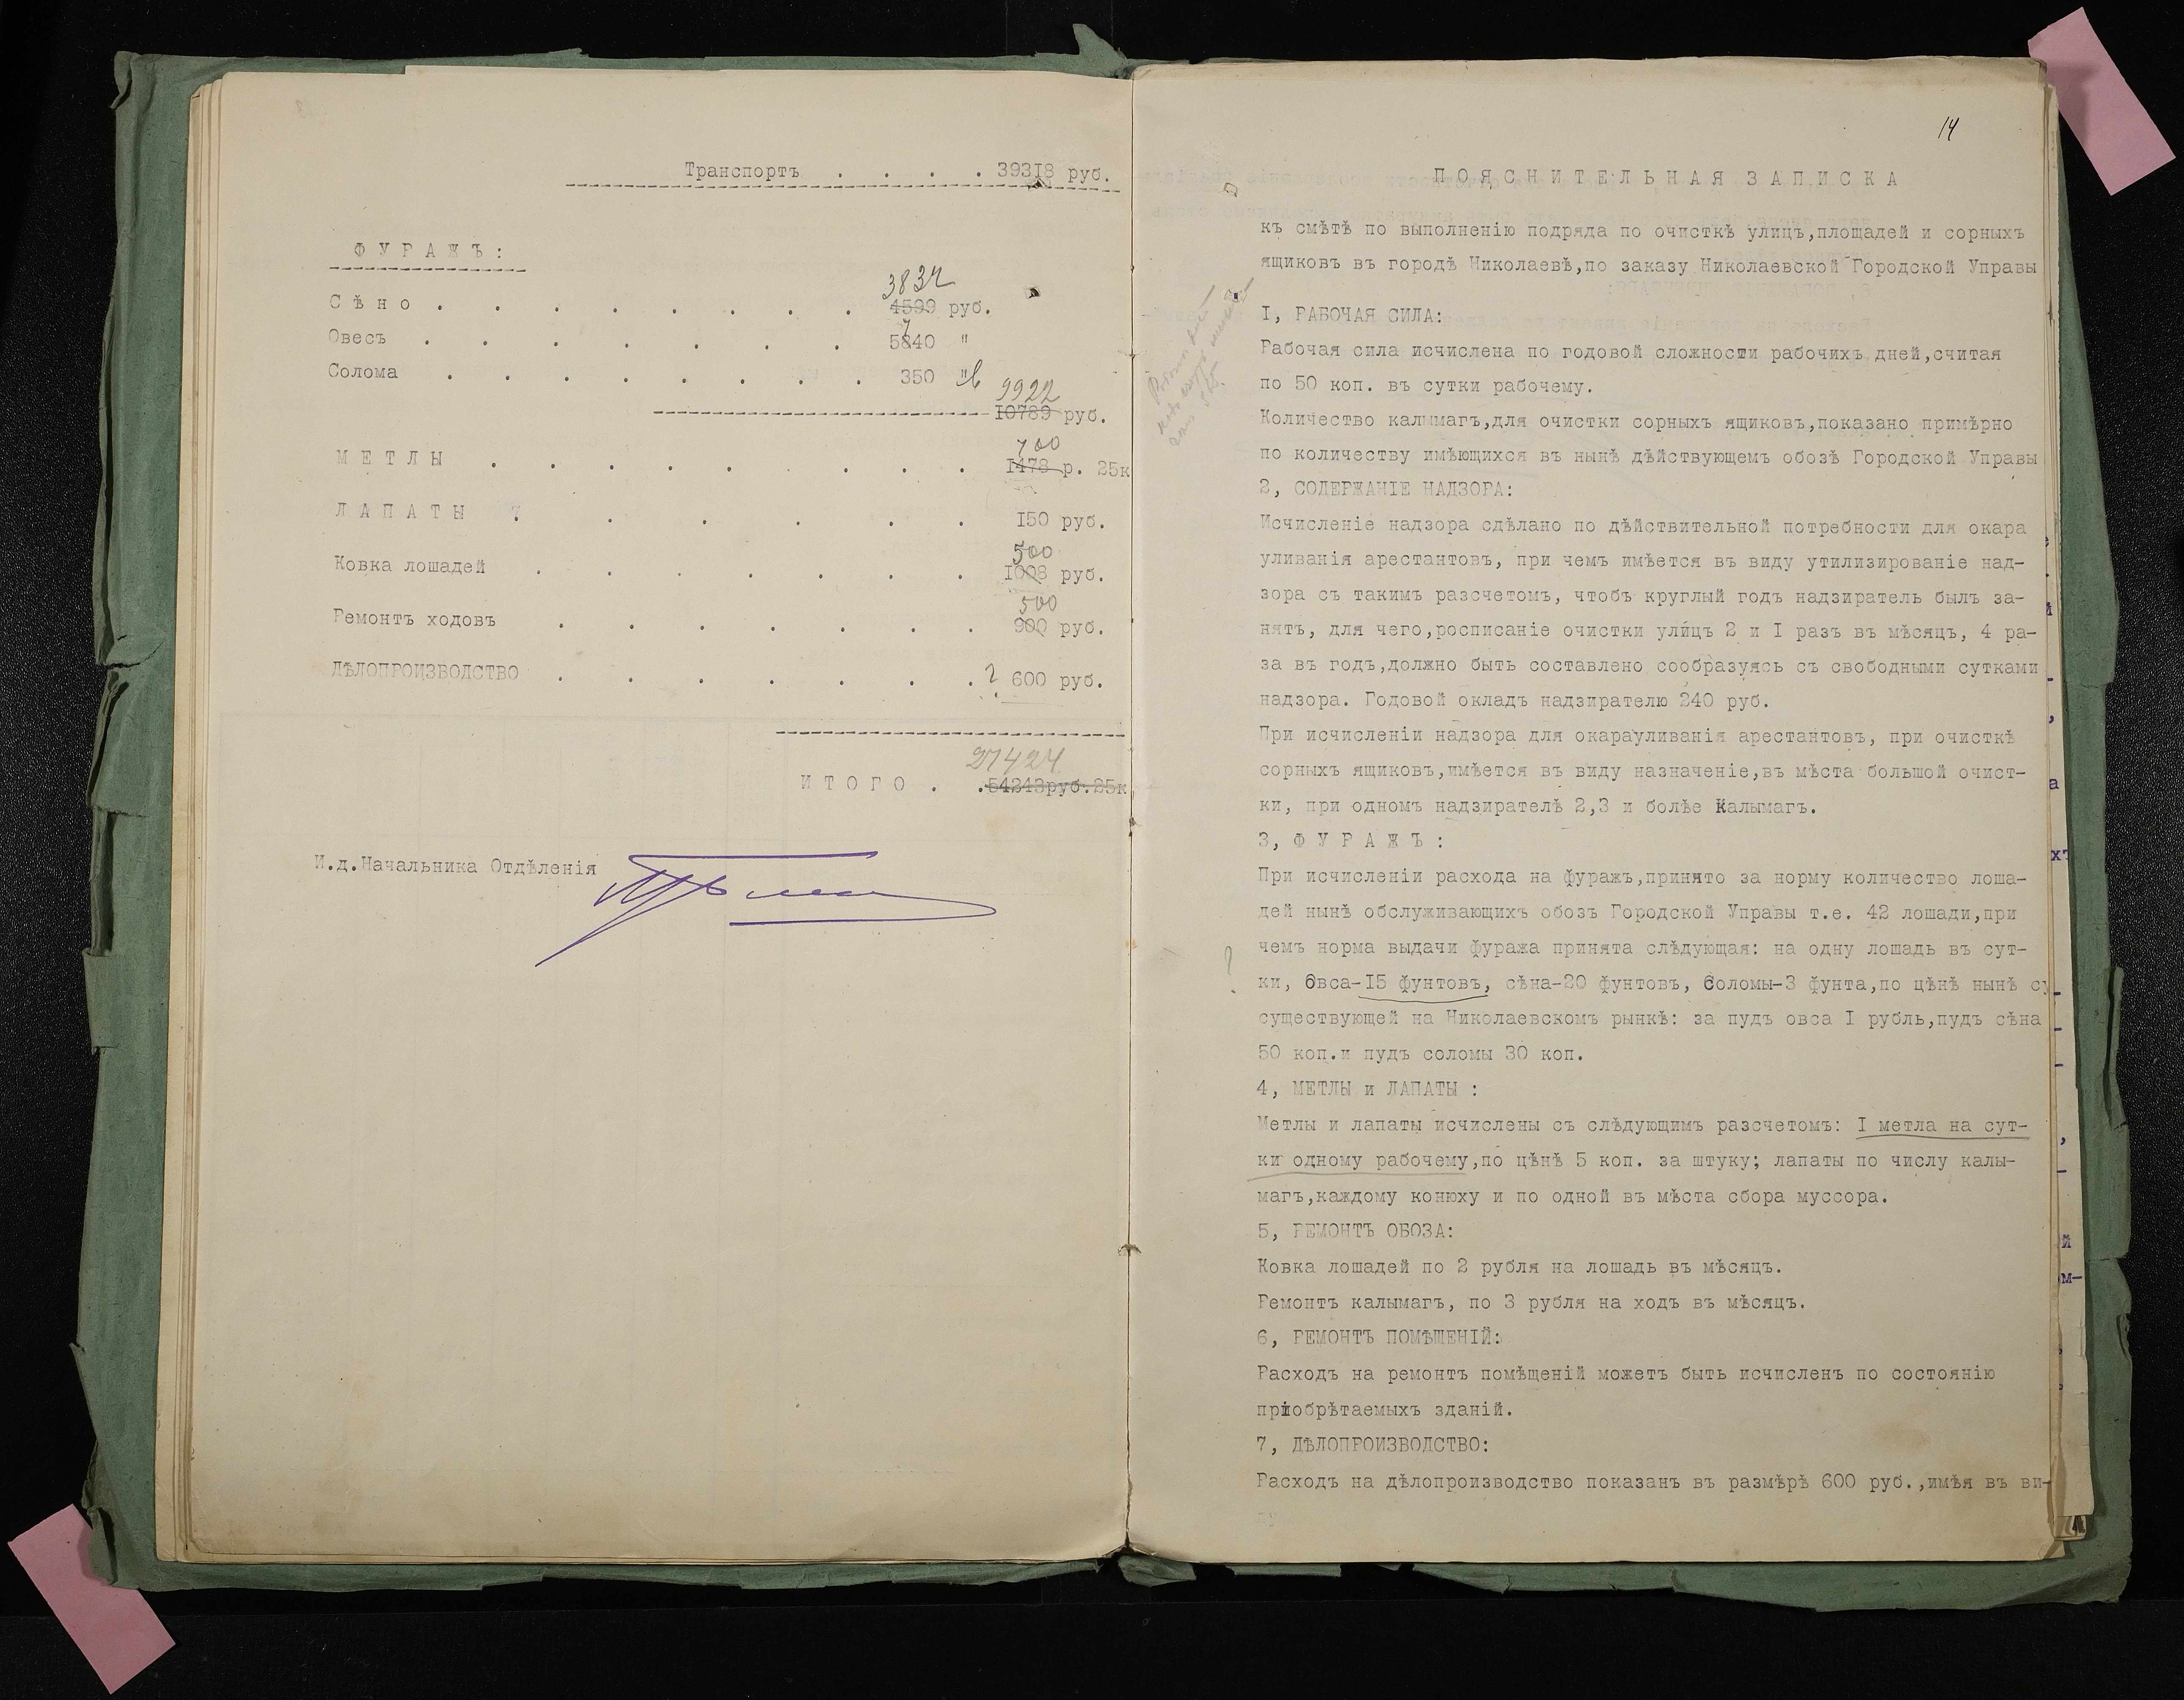 Транспортъ . . . . 39318 руб.
ФУРАЖЪ:
3832
Сѣно . . . . . . . . 4599 руб.
7
Овесъ . . . . . . . 5840 "
Солома . . . . . . . . 350 "
9922
10789 руб.
700
МЕТЛЫ . . . . . . . . I478 р. 25к
ЛАПАТЫ . . . . . . I50 руб.
500
Ковка лошадей . . . . . . . I008 руб.
500
Ремонтъ ходовъ . . . . . . . 900 руб.
ДѢЛОПРОИЗВОДСТВО . . . . . . . ? 600 руб.
27424
ИТОГО . .54243руб.25к
И.д.Начальника Отдѣленія
14
ПОЯСНИТЕЛЬНАЯ ЗАПИСКА
къ смѣтѣ по выполненію подряда по очисткѣ улицъ,площадей и сорныхъ
ящиковъ въ городѣ Николаевѣ,по заказу Николаевской Городской Управы
I, РАБОЧАЯ СИЛА:
Рабочая сила исчислена по годовой сложности рабочихъ дней,считая
по 50 коп. въ сутки рабочему.
Количество калымагъ,для очистки сорныхъ ящиковъ,показано примѣрно
по количеству имѣющихся въ нынѣ дѣйствующемъ обозѣ Городской Управы
2, СОДЕРЖАНІЕ НАДЗОРА:
Исчисленіе надзора сдѣлано по дѣйствительной потребности для окара
уливанія арестантовъ, при чемъ имѣется въ виду утилизированіе над-
зора съ такимъ разсчетомъ, чтобъ круглый годъ надзиратель былъ за-
нятъ, для чего,росписаніе очистки улицъ 2 и I разъ въ мѣсяцъ, 4 ра-
за въ годъ,должно быть составлено сообразуясь съ свободными сутками
надзора. Годовой окладъ надзирателю 240 руб.
При исчисленіи надзора для окарауливанія арестантовъ, при очисткѣ
сорныхъ ящиковъ,имѣется въ виду назначеніе,въ мѣста большой очист-
ки, при одномъ надзирателѣ 2,3 и болѣе Калымагъ.
3, ФУРАЖЪ:
При исчисленіи расхода на фуражъ,принято за норму количество лоша-
дей нынѣ обслуживающихъ обозъ Городской Управы т.е. 42 лошади,при
чемъ норма выдачи фуража принята слѣдующая: на одну лошадь въ сут-
?
ки, Овса-I5 фунтовъ, сѣна-20 фунтовъ, Соломы-3 фунта,по цѣнѣ нынѣ су
существующей на Николаевскомъ рынкѣ: за пудъ овса I рубль,пудъ сѣна
50 коп.и пудъ соломы 30 коп.
4, МЕТЛЫ и ЛАПАТЫ :
Метлы и лапаты исчислены съ слѣдующимъ разсчетомъ: I метла на сут-
ки одному рабочему,по цѣнѣ 5 коп. за штуку; лапаты по числу калы-
магъ,каждому конюху и по одной въ мѣста сбора муссора.
5, РЕМОНТЪ ОБОЗА:
Ковка лошадей по 2 рубля на лошадь въ мѣсяцъ.
Ремонтъ калымагъ, по 3 рубля на ходъ въ мѣсяцъ.
6, РЕМОНТЪ ПОМѢЩЕНІЙ:
Расходъ на ремонтъ помѣщеній можетъ быть исчисленъ по состоянію
пріобрѣтаемыхъ зданій.
7, ДѢЛОПРОИЗВОДСТВО:
Расходъ на дѣлопроизводство показанъ въ размѣрѣ 600 руб.,имѣя въ ви-